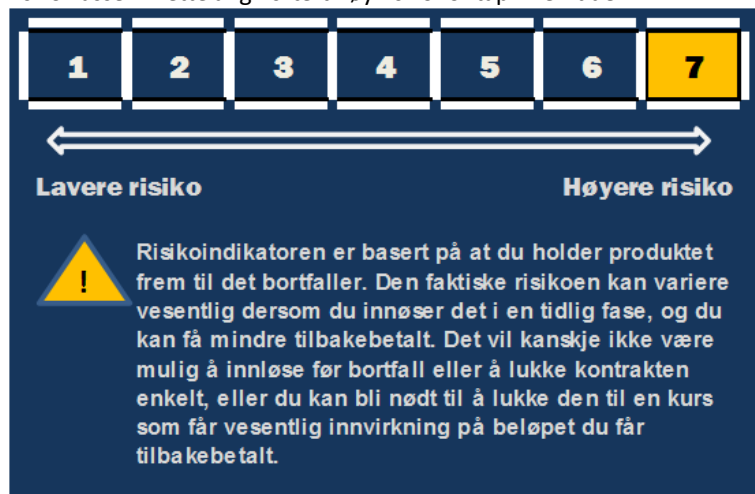 1 2 3 4 5 6 7
Lavere risiko Høyere risiko
! Risikoindikatoren er basert på at du holder produktet
frem til det bortfaller. Den faktiske risikoen kan variere
vesentlig dersom du innøser det i en tidlig fase, og du
kan få mindre tilbakebetalt. Det vil kanskje ikke være
mulig å innløse før bortfall eller å lukke kontrakten
enkelt, eller du kan bli nødt til å lukke den til en kurs
som får vesentlig innvirkning på beløpet du får
tilbakebetalt.